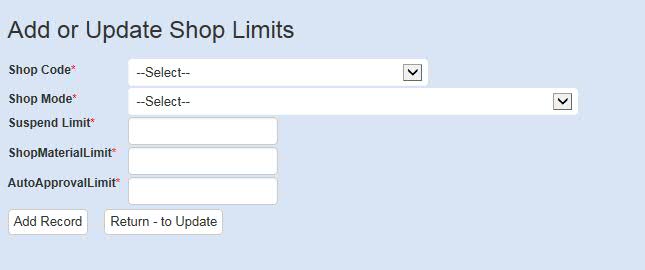 Add or Update Shop Limits
Shop Code* --Select--
Shop Mode* --Select--
Suspend Limit*
ShopMaterialLimit*
AutoApprovalLimit*
Add Record Return - to Update